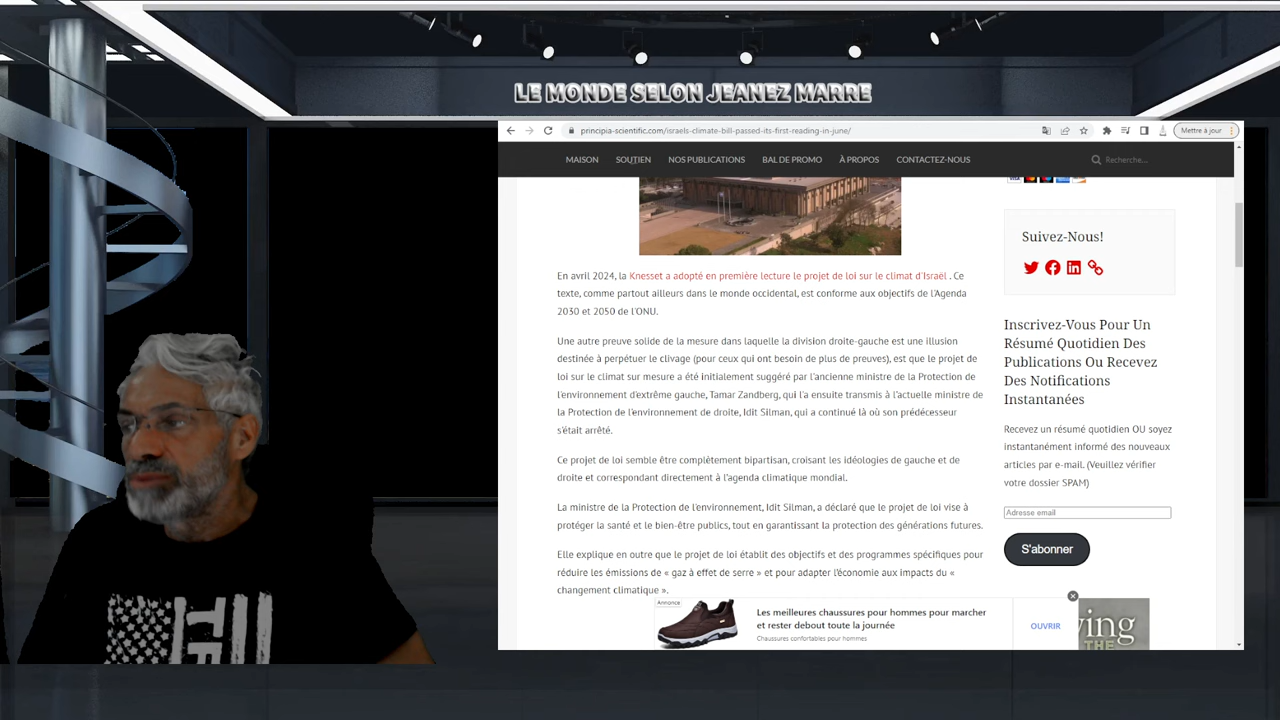 LE MONDE SELON JEANEZ MARRE
principia-scientific.com/israels-climate-bill-passed-its-first-reading-in-june/
Mettre à jour
MAISON SOUTIEN NOS PUBLICATIONS BAL DE PROMO À PROPOS CONTACTEZ-NOUS
Recherche...
En avril 2024, la Knesset a adopté en première lecture le projet de loi sur le climat d'Israël . Ce
texte, comme partout ailleurs dans le monde occidental, est conforme aux objectifs de l'Agenda
2030 et 2050 de l'ONU.
Une autre preuve solide de la mesure dans laquelle la division droite-gauche est une illusion
destinée à perpétuer le clivage (pour ceux qui ont besoin de plus de preuves), est que le projet de
loi sur le climat sur mesure a été initialement suggéré par l'ancienne ministre de la Protection de
l'environnement d'extrême gauche, Tamar Zandberg, qui l'a ensuite transmis à l'actuelle ministre de
la Protection de l'environnement de droite, Idit Silman, qui a continué là où son prédécesseur
s'était arrêté.
Ce projet de loi semble être complètement bipartisan, croisant les idéologies de gauche et de
droite et correspondant directement à l'agenda climatique mondial.
La ministre de la Protection de l'environnement, Idit Silman, a déclaré que le projet de loi vise à
protéger la santé et le bien-être publics, tout en garantissant la protection des générations futures.
Elle explique en outre que le projet de loi établit des objectifs et des programmes spécifiques pour
réduire les émissions de « gaz à effet de serre » et pour adapter l'économie aux impacts du «
changement climatique ».
VISA
Suivez-Nous!
Inscrivez-Vous Pour Un
Résumé Quotidien Des
Publications Ou Recevez
Des Notifications
Instantanées
Recevez un résumé quotidien OU soyez
instantanément informé des nouveaux
articles par e-mail. (Veuillez vérifier
votre dossier SPAM)
Adresse email
S'abonner
Annonce
Les meilleures chaussures pour hommes pour marcher
et rester debout toute la journée
Chaussures confortables pour hommes
OUVRIR
ving
THE